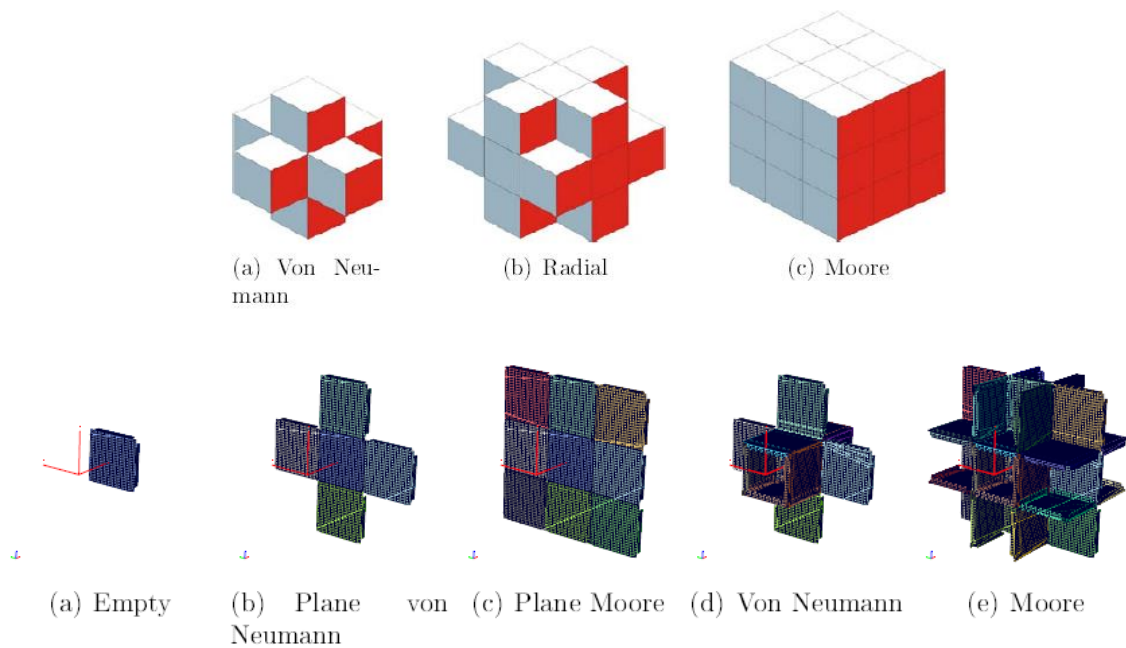 (a) Von Neu-
mann
(b) Radial
(c) Moore
(a) Empty
(b) Plane von
Neumann
(c) Plane Moore
(d) Von Neumann
(e) Moore